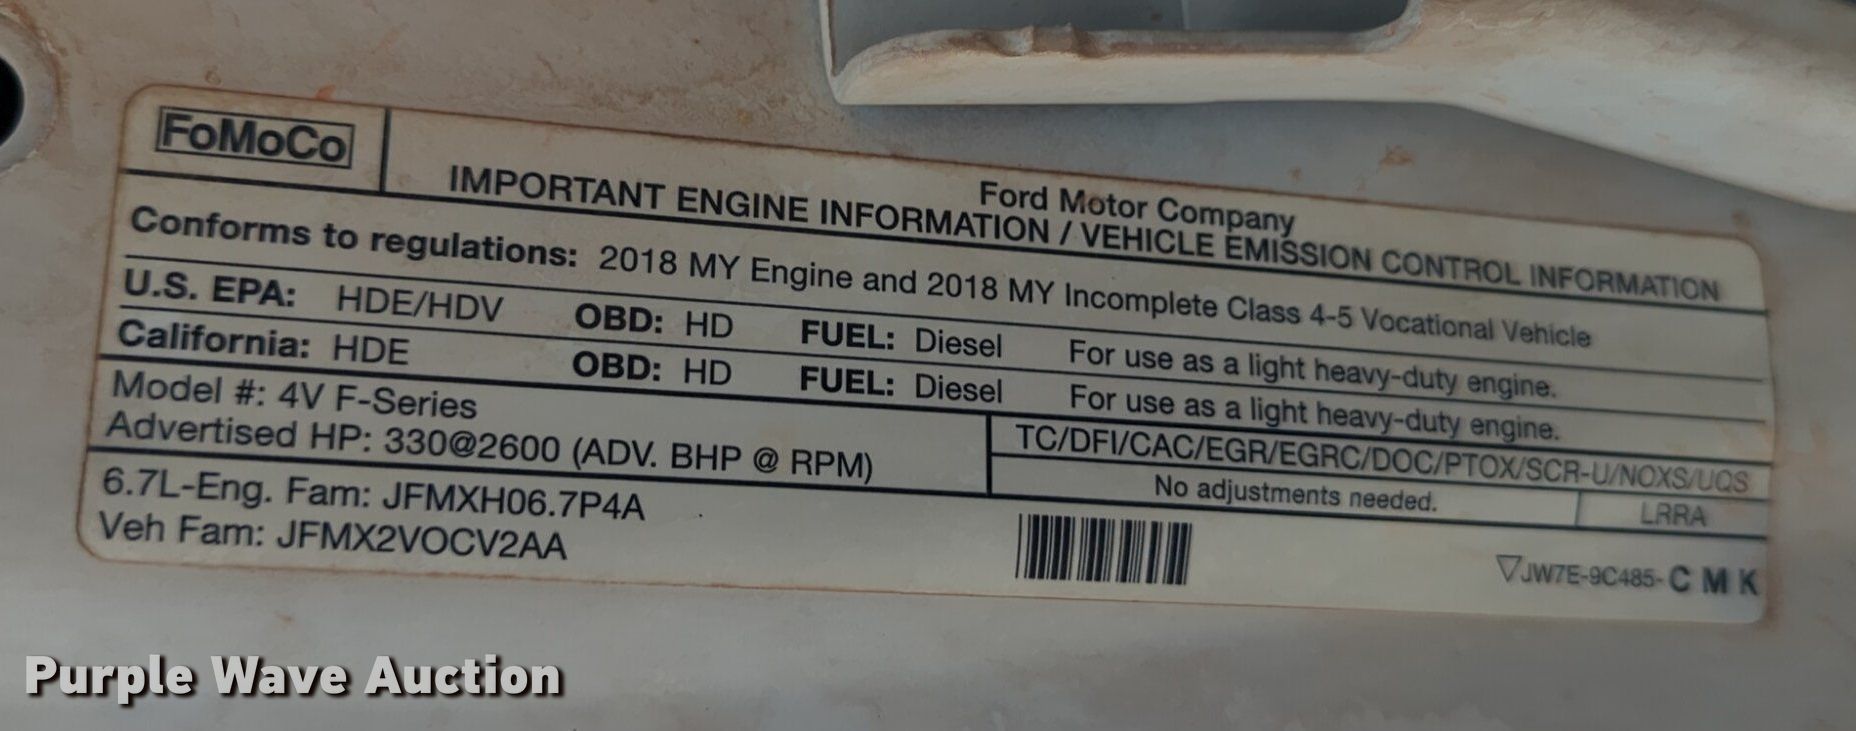 FoMoCo
Ford Motor Company
IMPORTANT ENGINE INFORMATION / VEHICLE EMISSION CONTROL INFORMATION
Conforms to regulations: 2018 MY Engine and 2018 MY Incomplete Class 4-5 Vocational Vehicle
U.S. EPA: HDE/HDV OBD: HD FUEL: Diesel For use as a light heavy-duty engine.
California: HDE OBD: HD FUEL: Diesel For use as a light heavy-duty engine.
Model #: 4V F-Series
Advertised HP: 330@2600 (ADV. BHP @ RPM)
TC/DFI/CAC/EGR/EGRC/DOC/PTOX/SCR-U/NOXS/UQS
No adjustments needed. LRRA
6.7L-Eng. Fam: JFMXH06.7P4A
Veh Fam: JFMX2VOCV2AA
JW7E-9C485-C M K
Purple Wave Auction